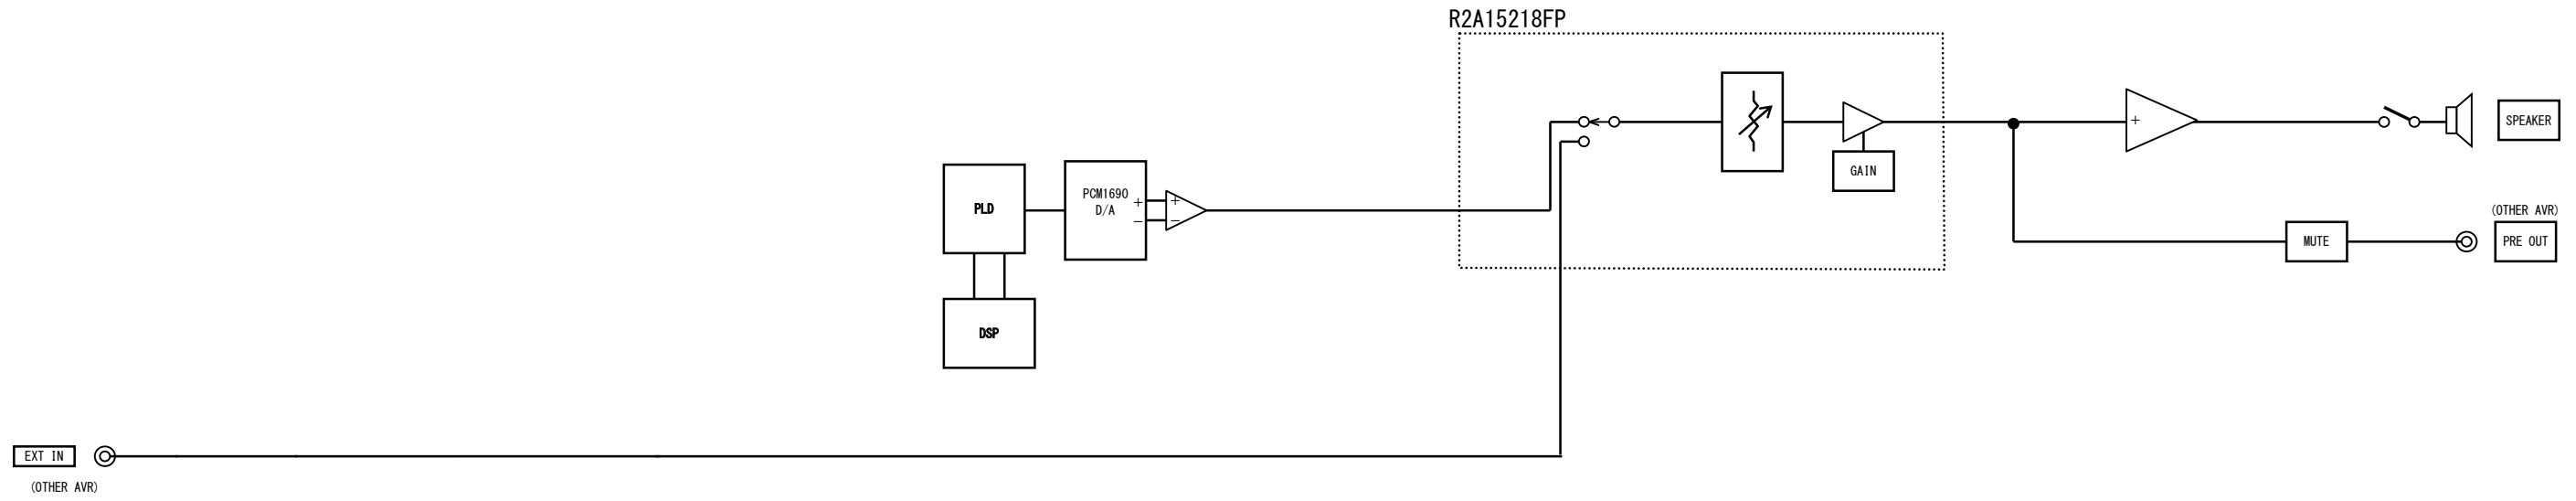 R2A15218FP
SPEAKER
GAIN
PCM1690
D/A
+
−
+
−
+
PLD
(OTHER AVR)
MUTE
PRE OUT
DSP
EXT IN
(OTHER AVR)